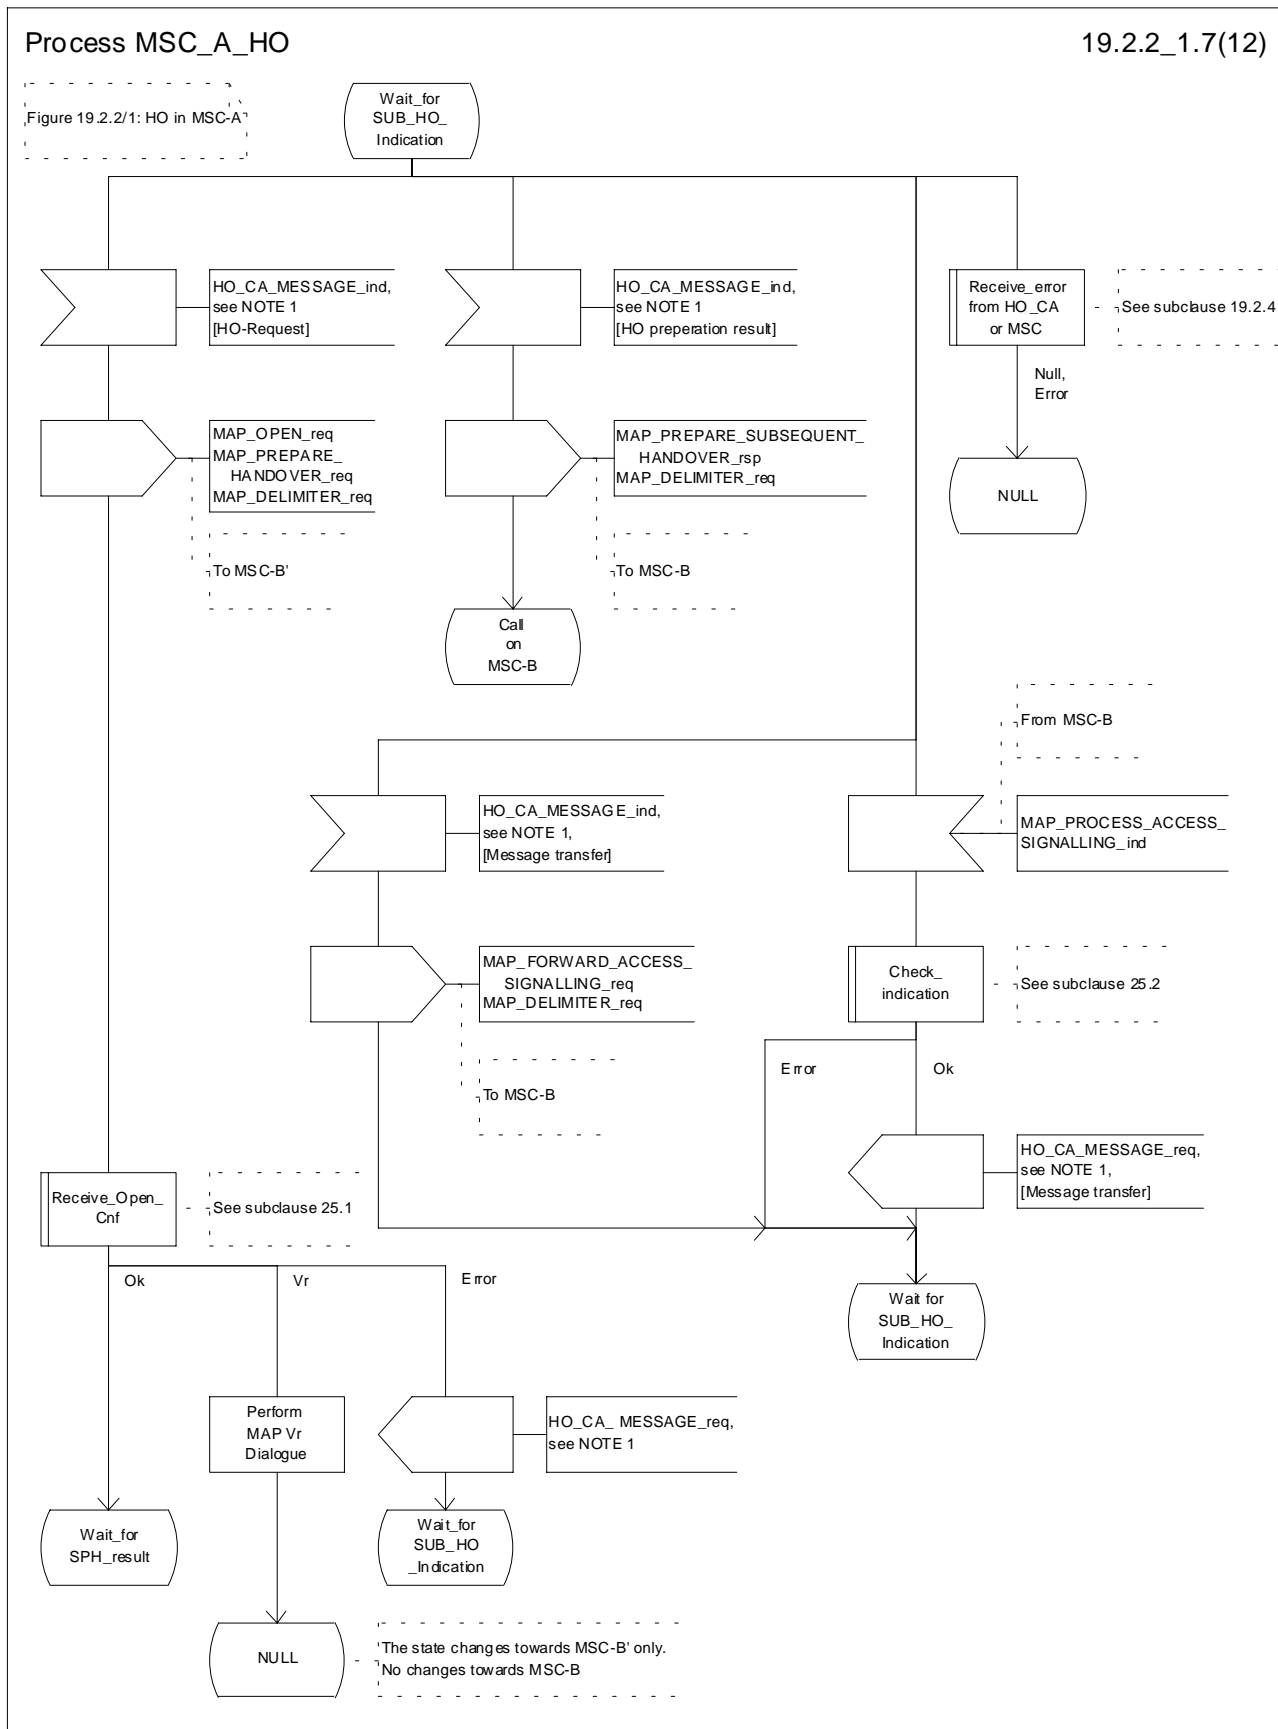 Process MSC_A_HO
19.2.2_1.7(12)
Figure 19.2.2/1: HO in MSC-A
Wait_for
SUB_HO_
Indication
HO_CA_MESSAGE_ind,
see NOTE 1
[HO-Request]
HO_CA_MESSAGE_ind,
see NOTE 1
[HO preperation result]
Receive_error
from HO_CA
or MSC
See subclause 19.2.4
Null,
Error
MAP_OPEN_req
MAP_PREPARE_
HANDOVER_req
MAP_DELIMITER_req
MAP_PREPARE_SUBSEQUENT_
HANDOVER_rsp
MAP_DELIMITER_req
NULL
To MSC-B'
To MSC-B
Call
on
MSC-B
From MSC-B
HO_CA_MESSAGE_ind,
see NOTE 1,
[Message transfer]
MAP_PROCESS_ACCESS_
SIGNALLING_ind
MAP_FORWARD_ACCESS_
SIGNALLING_req
MAP_DELIMITER_req
Check_
indication
See subclause 25.2
Error
Ok
To MSC-B
HO_CA_MESSAGE_req,
see NOTE 1,
[Message transfer]
Receive_Open_
Cnf
See subclause 25.1
Ok
Vr
Error
Wait for
SUB_HO_
Indication
Perform
MAP Vr
Dialogue
HO_CA_ MESSAGE_req,
see NOTE 1
Wait_for
SPH_result
Wait_for
SUB_HO
_Indication
NULL
The state changes towards MSC-B' only.
No changes towards MSC-B